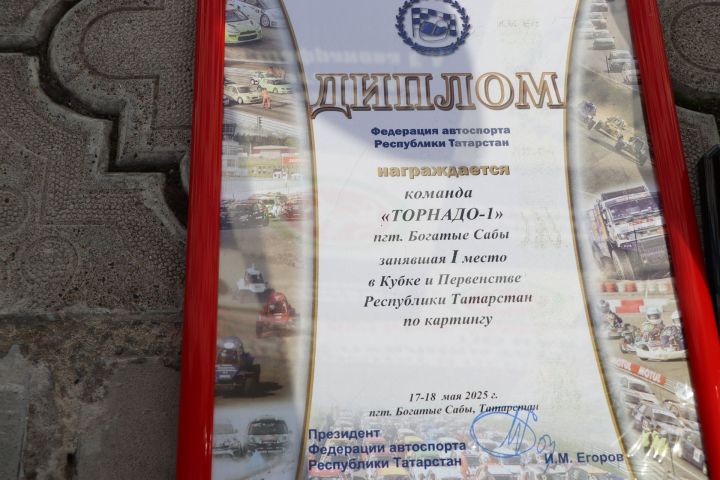 ДИПЛОМ
Федерация автоспорта
Республики Татарстан
награждается
команда
«ТОРНАДО-1»
пгт. Богатые Сабы
занявшая I место
в Кубке и Первенстве
Республики Татарстан
по картингу
17-18 мая 2025 г.
пгт. Богатые Сабы, Татарстан
Президент
Федерации автоспорта
Республики Татарстан
И.М. Егоров
MOTUL